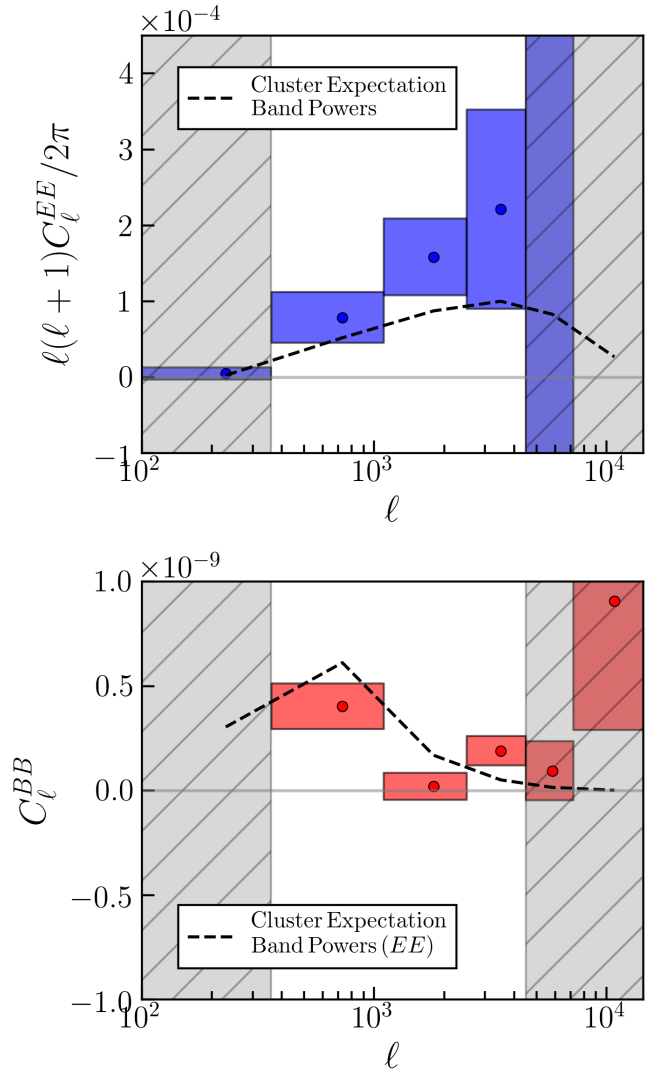 ×10⁻⁴
Cluster Expectation
Band Powers
4
3
2
1
0
−1
ℓ(ℓ + 1)C_ℓ^{EE}/2π
10² 10³ 10⁴
ℓ
×10⁻⁹
1.0
0.5
0.0
−0.5
−1.0
C_ℓ^{BB}
Cluster Expectation
Band Powers (EE)
10² 10³ 10⁴
ℓ